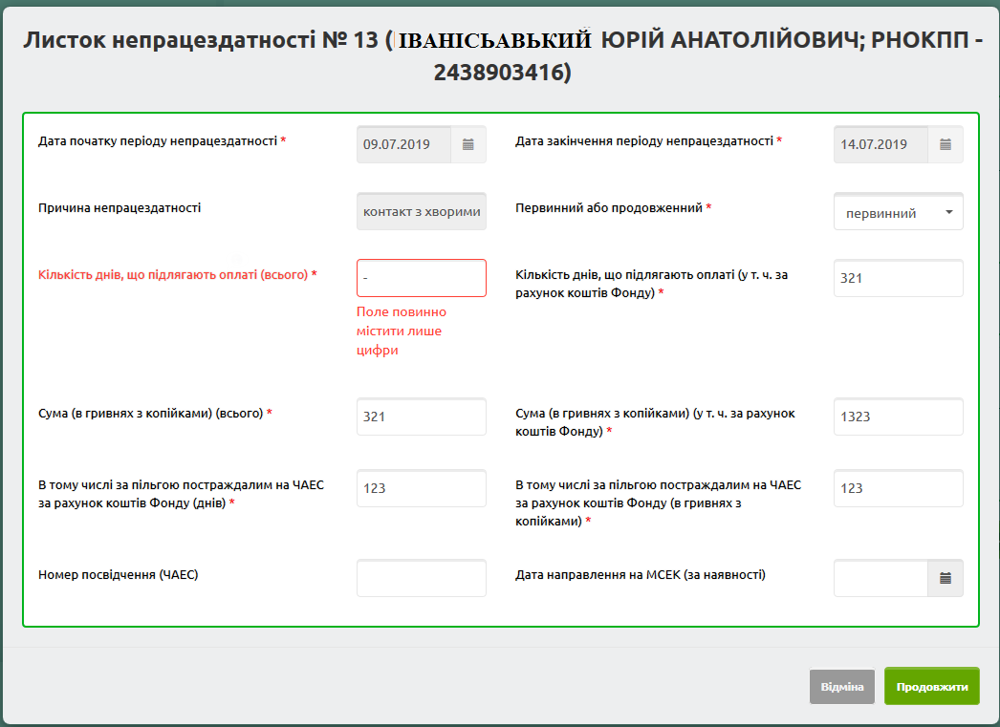 Листок непрацездатності № 13 (ІВАНІСЬАВЬКИЙ ЮРІЙ АНАТОЛІЙОВИЧ; РНОКПП -
2438903416)
Дата початку періоду непрацездатності *
09.07.2019
Дата закінчення періоду непрацездатності *
14.07.2019
Причина непрацездатності
контакт з хворими
Первинний або продовженний *
первинний
Кількість днів, що підлягають оплаті (всього) *
-
Поле повинно
містити лише
цифри
Кількість днів, що підлягають оплаті (у т. ч. за
рахунок коштів Фонду) *
321
Сума (в гривнях з копійками) (всього) *
321
Сума (в гривнях з копійками) (у т. ч. за рахунок
коштів Фонду) *
1323
В тому числі за пільгою постраждалим на ЧАЕС
за рахунок коштів Фонду (днів) *
123
В тому числі за пільгою постраждалим на ЧАЕС
за рахунок коштів Фонду (в гривнях з
копійками) *
123
Номер посвідчення (ЧАЕС)
Дата направлення на МСЕК (за наявності)
Відміна
Продовжити